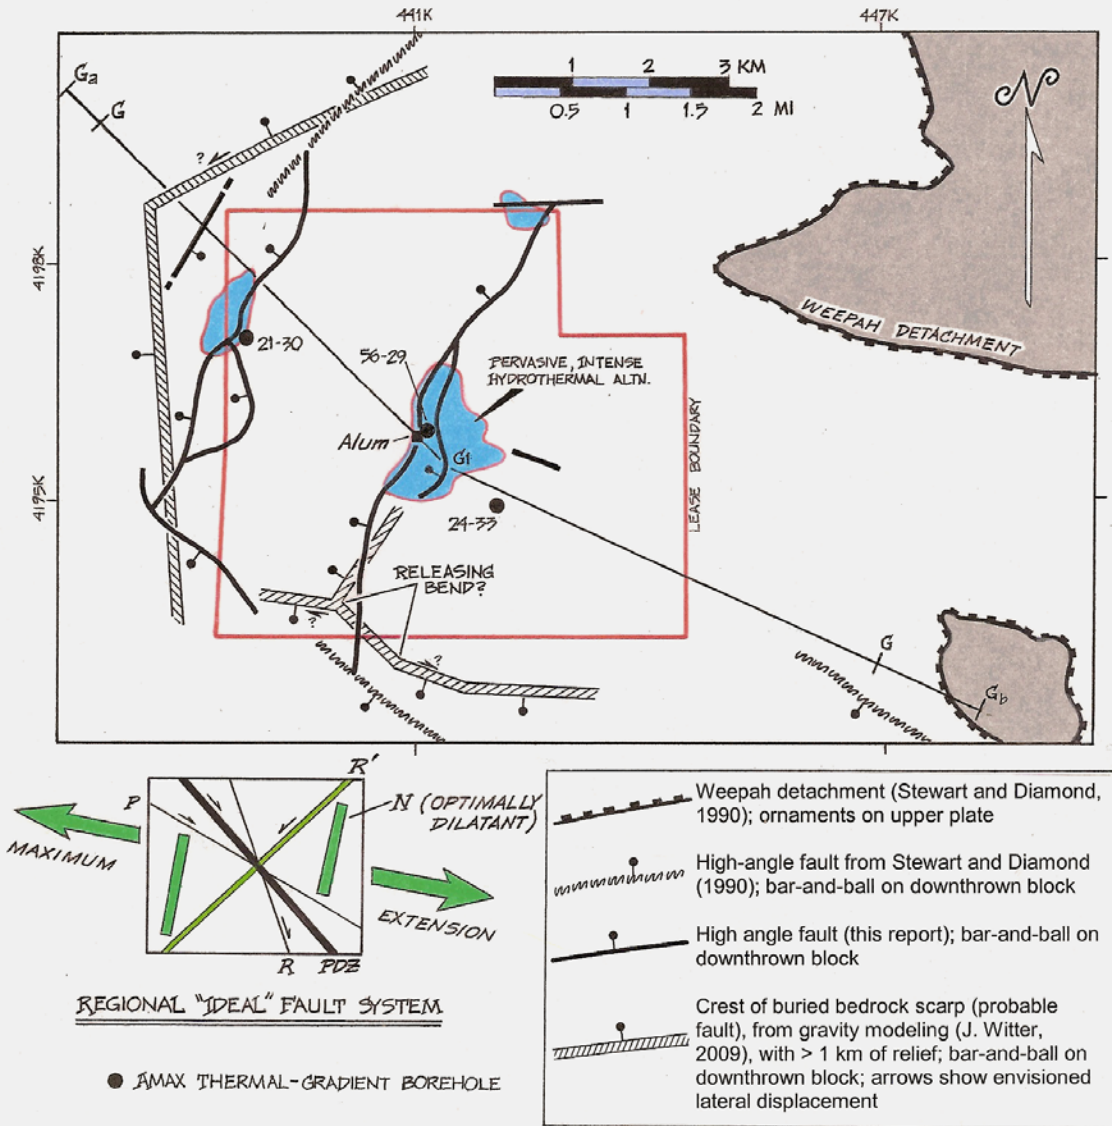 441K
447K
Ga
G
1 2 3 KM
0.5 1 1.5 2 MI
N
?
4198K
WEEPAH DETACHMENT
21-30
56-29
PERVASIVE, INTENSE
HYDROTHERMAL ALTN.
Alum
G1
4195K
24-33
LEASE BOUNDARY
RELEASING
BEND?
?
?
G
Gb
R'
P
N (OPTIMALLY
DILATANT)
MAXIMUM
EXTENSION
R PDZ
REGIONAL "IDEAL" FAULT SYSTEM
AMAX THERMAL-GRADIENT BOREHOLE
Weepah detachment (Stewart and Diamond,
1990); ornaments on upper plate
High-angle fault from Stewart and Diamond
(1990); bar-and-ball on downthrown block
High angle fault (this report); bar-and-ball on
downthrown block
Crest of buried bedrock scarp (probable
fault), from gravity modeling (J. Witter,
2009), with > 1 km of relief; bar-and-ball on
downthrown block; arrows show envisioned
lateral displacement